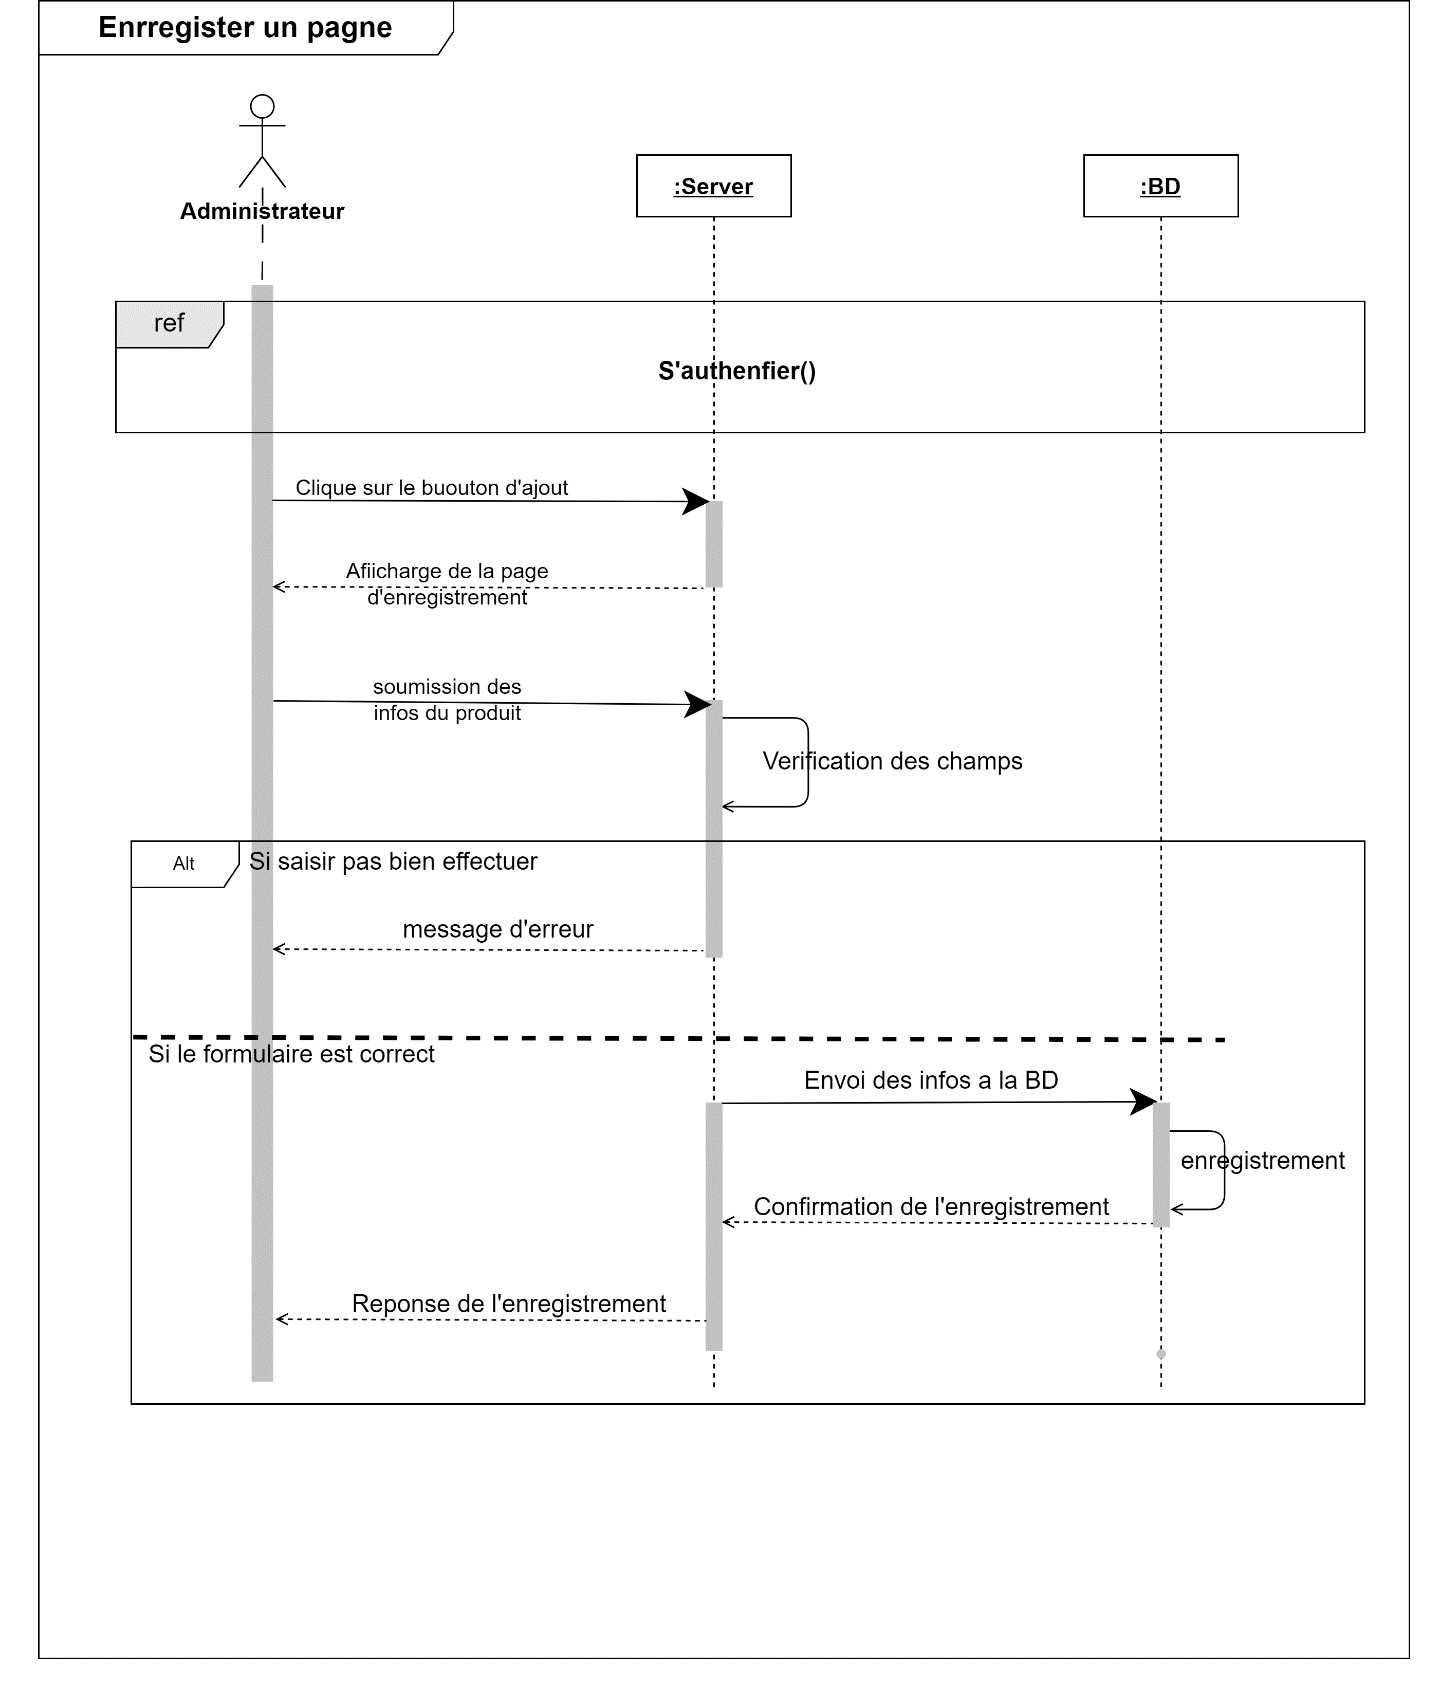 Enrregister un pagne
Administrateur
:Server
:BD
ref
S'authenfier()
Clique sur le buouton d'ajout
Afiicharge de la page
d'enregistrement
soumission des
infos du produit
Verification des champs
Alt
Si saisir pas bien effectuer
message d'erreur
Si le formulaire est correct
Envoi des infos a la BD
enregistrement
Confirmation de l'enregistrement
Reponse de l'enregistrement